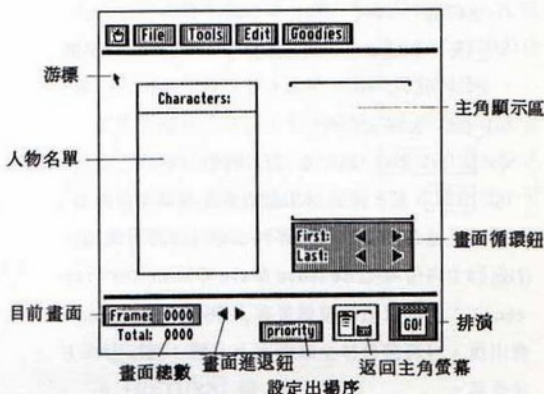 File Tools Edit Goodies
游標
Characters:
主角顯示區
人物名單
First:
Last:
畫面循環鈕
目前畫面
Frame: 0000
Total: 0000
priority
GO!
排演
畫面總數
畫面進退鈕
設定出場序
返回主角螢幕